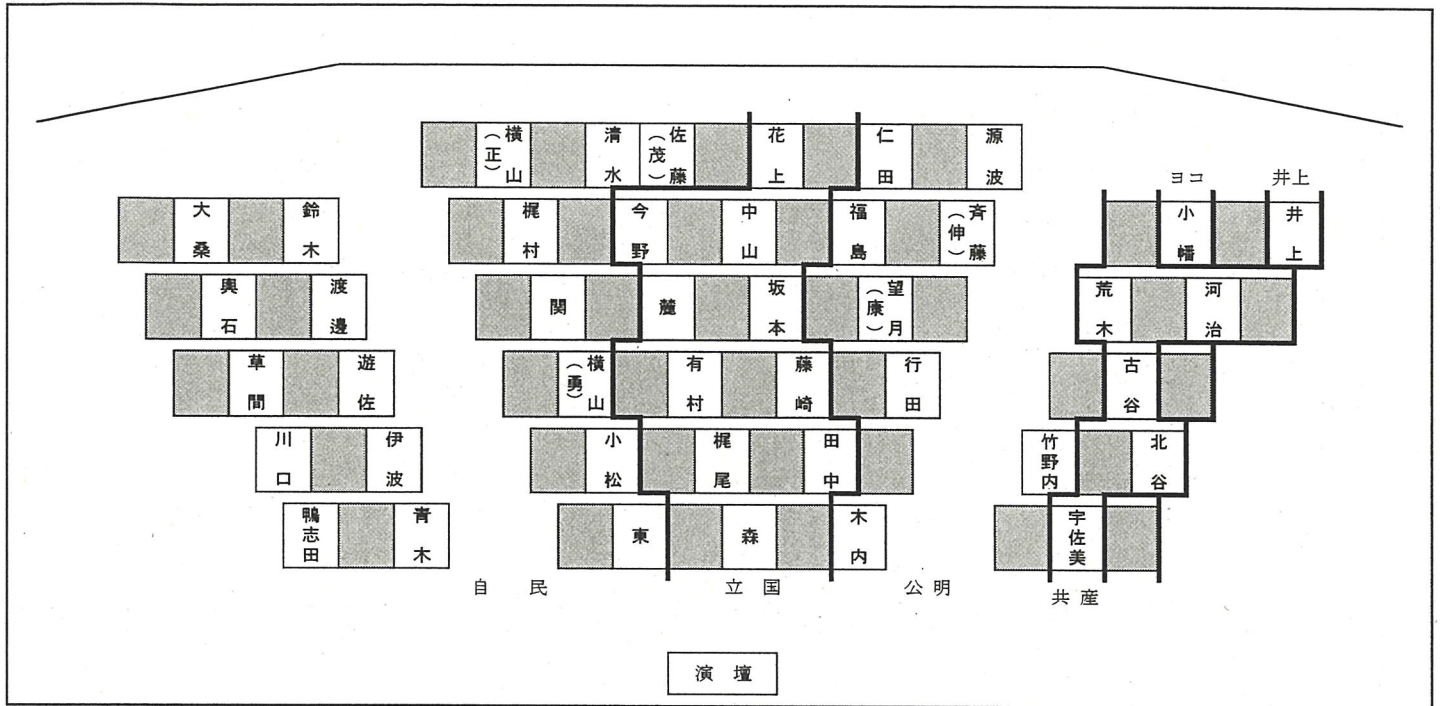 横山(正) 清水 佐藤(茂) 花上 仁田 源波
ヨコ 井上
大桑 鈴木 梶村 今野 中山 福島 斉藤(伸) 小幡 井上
輿石 渡邊 関 麓 坂本 望月(康) 荒木 河治
草間 遊佐 横山(勇) 有村 藤崎 行田 古谷
川口 伊波 小松 梶尾 田中 竹野内 北谷
鴨志田 青木 東 森 木内 宇佐美
自民 立国 公明 共産
演壇